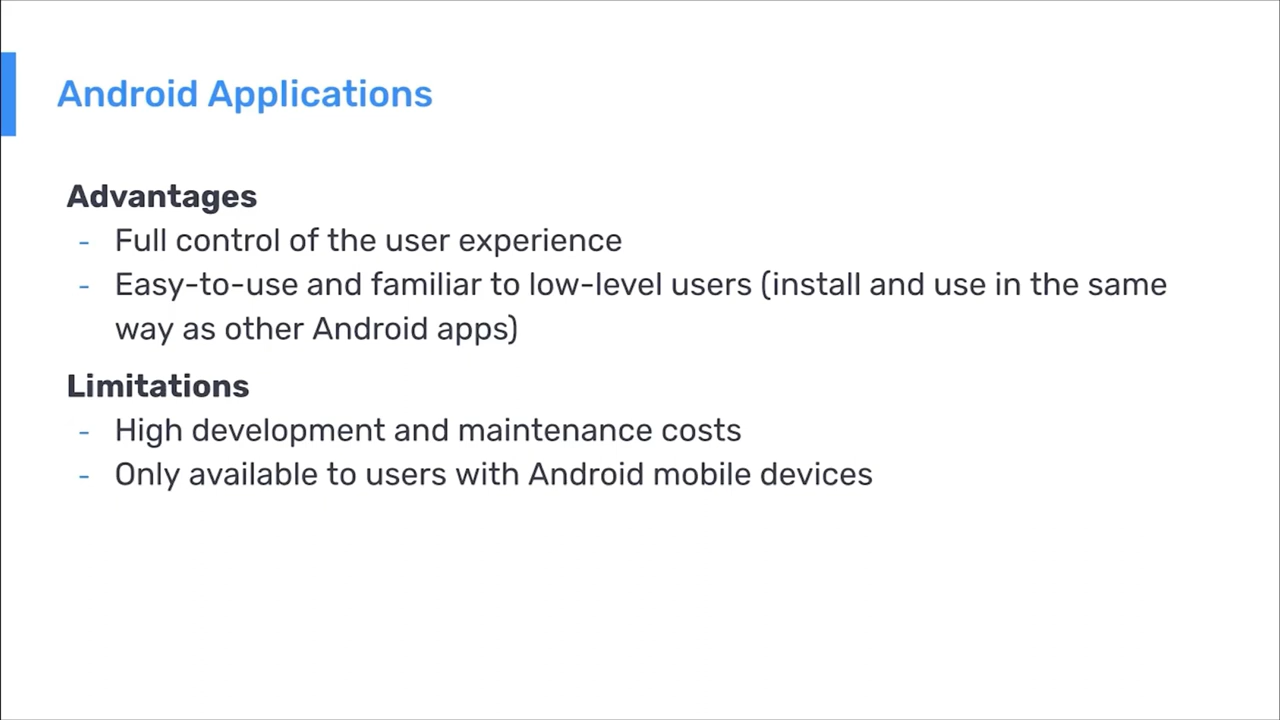 Android Applications
Advantages
- Full control of the user experience
- Easy-to-use and familiar to low-level users (install and use in the same
way as other Android apps)
Limitations
- High development and maintenance costs
- Only available to users with Android mobile devices